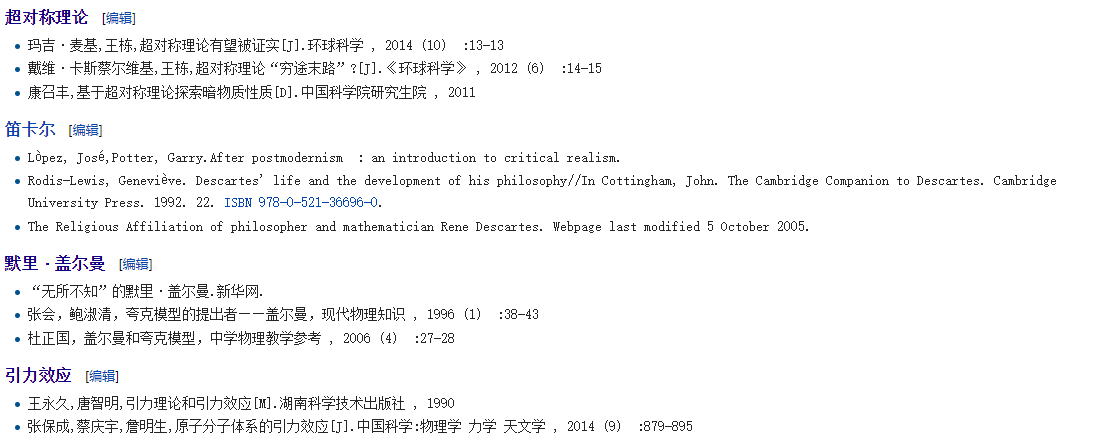 超对称理论 [编辑]
玛吉·麦基,王栋,超对称理论有望被证实[J].环球科学 , 2014 (10) :13-13
戴维·卡斯蔡尔维基,王栋,超对称理论“穷途末路”?[J].《环球科学》 , 2012 (6) :14-15
康召丰,基于超对称理论探索暗物质性质[D].中国科学院研究生院 , 2011
笛卡尔 [编辑]
Lòpez, José,Potter, Garry.After postmodernism : an introduction to critical realism.
Rodis-Lewis, Geneviève. Descartes' life and the development of his philosophy//In Cottingham, John. The Cambridge Companion to Descartes. Cambridge
University Press. 1992. 22. ISBN 978-0-521-36696-0.
The Religious Affiliation of philosopher and mathematician Rene Descartes. Webpage last modified 5 October 2005.
默里·盖尔曼 [编辑]
“无所不知”的默里·盖尔曼.新华网.
张会，鲍淑清，夸克模型的提出者——盖尔曼，现代物理知识 , 1996 (1) :38-43
杜正国，盖尔曼和夸克模型，中学物理教学参考 , 2006 (4) :27-28
引力效应 [编辑]
王永久,唐智明,引力理论和引力效应[M].湖南科学技术出版社 , 1990
张保成,蔡庆宇,詹明生,原子分子体系的引力效应[J].中国科学:物理学 力学 天文学 , 2014 (9) :879-895